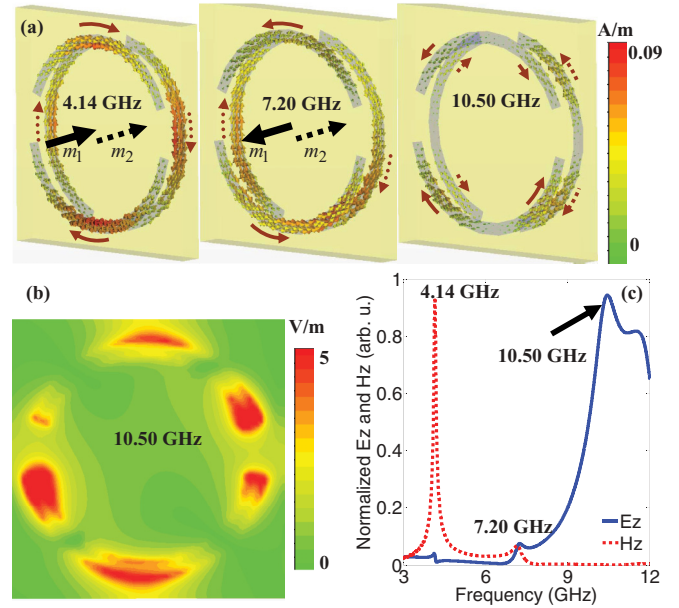 (a)
A/m
0.09
4.14 GHz
7.20 GHz
10.50 GHz
m1
m2
m1
m2
0
(b)
V/m
5
10.50 GHz
0
Normalized Ez and Hz (arb. u.)
1
0.8
0.6
0.4
0.2
0
4.14 GHz
(c)
10.50 GHz
7.20 GHz
Ez
Hz
3
6
9
12
Frequency (GHz)